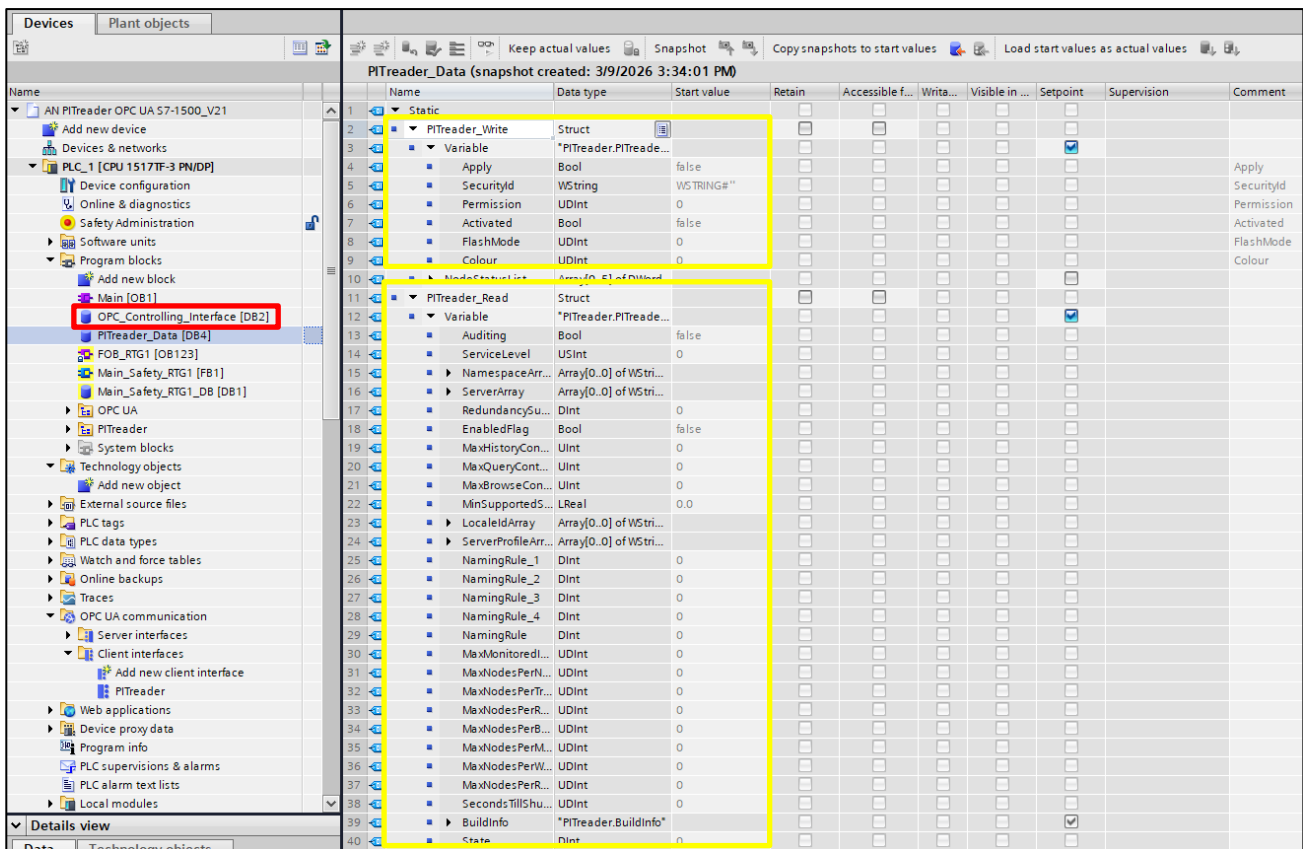 Devices
Plant objects
Keep actual values
Snapshot
Copy snapshots to start values
Load start values as actual values
PITreader_Data (snapshot created: 3/9/2026 3:34:01 PM)
Name
AN PITreader OPC UA S7-1500_V21
Add new device
Devices & networks
PLC_1 [CPU 1517TF-3 PN/DP]
Device configuration
Online & diagnostics
Safety Administration
Software units
Program blocks
Add new block
Main [OB1]
OPC_Controlling_Interface [DB2]
PITreader_Data [DB4]
FOB_RTG1 [OB123]
Main_Safety_RTG1 [FB1]
Main_Safety_RTG1_DB [DB1]
OPC UA
PITreader
System blocks
Technology objects
Add new object
External source files
PLC tags
PLC data types
Watch and force tables
Online backups
Traces
OPC UA communication
Server interfaces
Client interfaces
Add new client interface
PITreader
Web applications
Device proxy data
Program info
PLC supervisions & alarms
PLC alarm text lists
Local modules
Details view
Data Technology objects
Name Data type Start value Retain Accessible f... Writa... Visible in ... Setpoint Supervision Comment
1 Static
2 PITreader_Write Struct
3 Variable "PITreader.PITreade...
4 Apply Bool false Apply
5 SecurityId WString WSTRING#'' SecurityId
6 Permission UDInt 0 Permission
7 Activated Bool false Activated
8 FlashMode UDInt 0 FlashMode
9 Colour UDInt 0 Colour
10 NodeStatusList Array[0..5] of DWord
11 PITreader_Read Struct
12 Variable "PITreader.PITreade...
13 Auditing Bool false
14 ServiceLevel USInt 0
15 NamespaceArr... Array[0..0] of WStri...
16 ServerArray Array[0..0] of WStri...
17 RedundancySu... DInt 0
18 EnabledFlag Bool false
19 MaxHistoryCon... UInt 0
20 MaxQueryCont... UInt 0
21 MaxBrowseCon... UInt 0
22 MinSupportedS... LReal 0.0
23 LocaleIdArray Array[0..0] of WStri...
24 ServerProfileArr... Array[0..0] of WStri...
25 NamingRule_1 DInt 0
26 NamingRule_2 DInt 0
27 NamingRule_3 DInt 0
28 NamingRule_4 DInt 0
29 NamingRule DInt 0
30 MaxMonitoredI... UDInt 0
31 MaxNodesPerN... UDInt 0
32 MaxNodesPerTr... UDInt 0
33 MaxNodesPerR... UDInt 0
34 MaxNodesPerB... UDInt 0
35 MaxNodesPerM... UDInt 0
36 MaxNodesPerW... UDInt 0
37 MaxNodesPerR... UDInt 0
38 SecondsTillShu... UDInt 0
39 BuildInfo "PITreader.BuildInfo"
40 State DInt 0